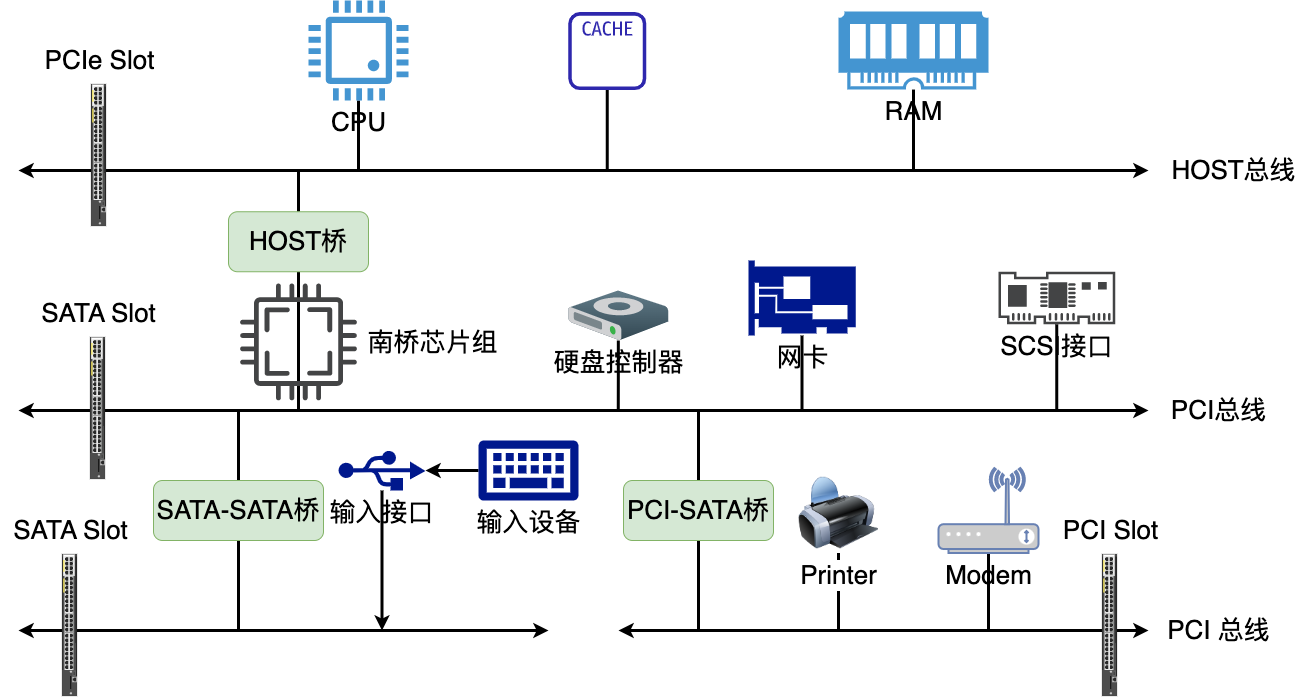 PCIe Slot
CACHE
CPU
RAM
HOST总线
HOST桥
SATA Slot
南桥芯片组
硬盘控制器
网卡
SCSI接口
PCI总线
SATA-SATA桥
输入接口
输入设备
PCI-SATA桥
SATA Slot
PCI Slot
Printer
Modem
PCI 总线